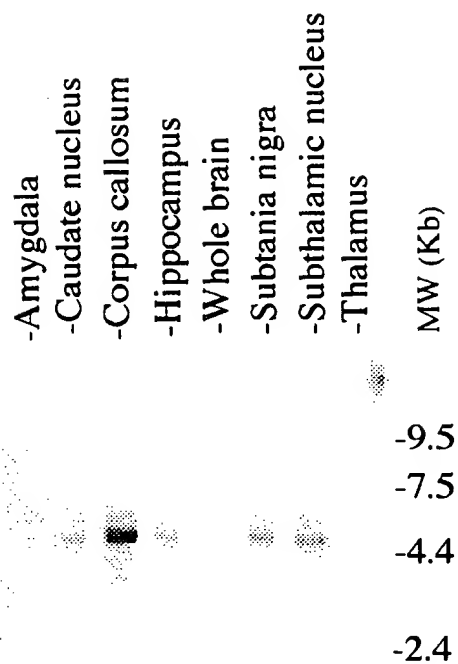 -Amygdala
-Caudate nucleus
-Corpus callosum
-Hippocampus
-Whole brain
-Subtania nigra
-Subthalamic nucleus
-Thalamus
MW (Kb)
-9.5
-7.5
-4.4
-2.4